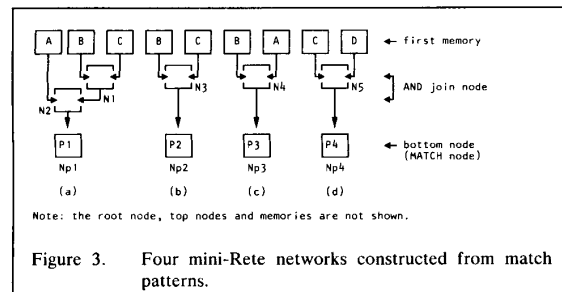 A B C B C B A C D ← first memory
N1 N3 N4 N5 AND join node
N2
P1 P2 P3 P4 ← bottom node
Np1 Np2 Np3 Np4 (MATCH node)
(a) (b) (c) (d)
Note: the root node, top nodes and memories are not shown.
Figure 3. Four mini-Rete networks constructed from match
patterns.